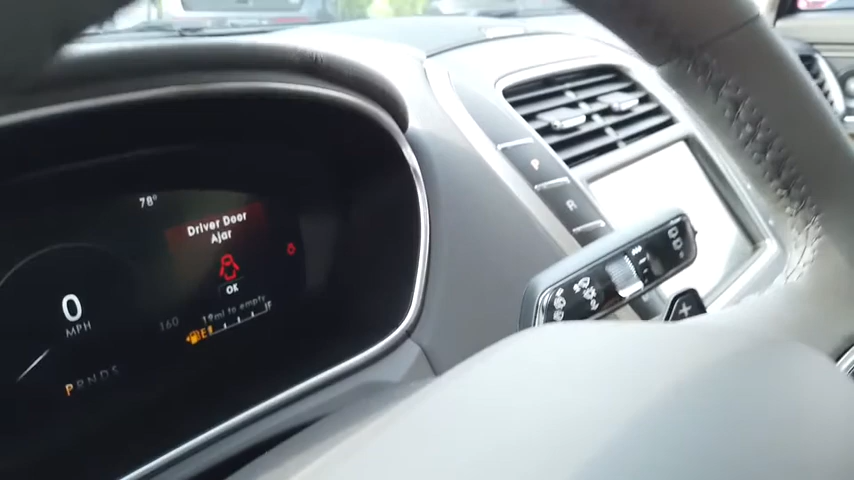 78°
Driver Door
Ajar
OK
0
MPH
160
19mi to empty
E
F
PRNDS
P
R